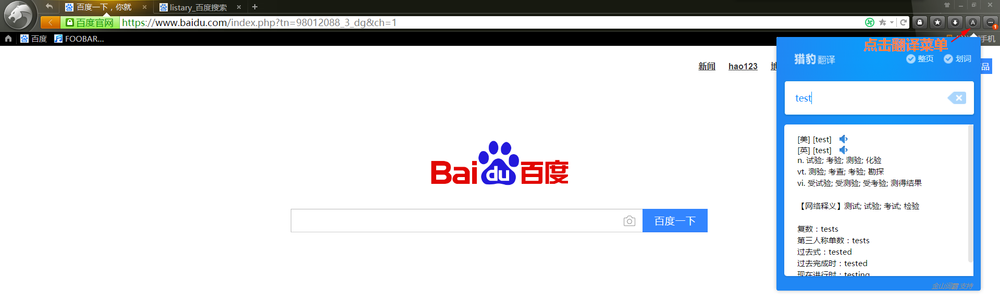 百度一下，你就
listary_百度搜索
百度官网
https://www.baidu.com/index.php?tn=98012088_3_dg&ch=1
A
1
百度
FOOBAR...
手机
点击翻译菜单
新闻
hao123
品
猎豹翻译
整页
划词
test
[美] [test]
[英] [test]
n. 试验; 考验; 测验; 化验
vt. 测验; 考查; 考验; 勘探
vi. 受试验; 受测验; 受考验; 测得结果
【网络释义】测试; 试验; 考试; 检验
复数：tests
第三人称单数：tests
过去式：tested
过去完成时：tested
现在进行时：testing
金山词霸 支持
Baidu百度
百度一下